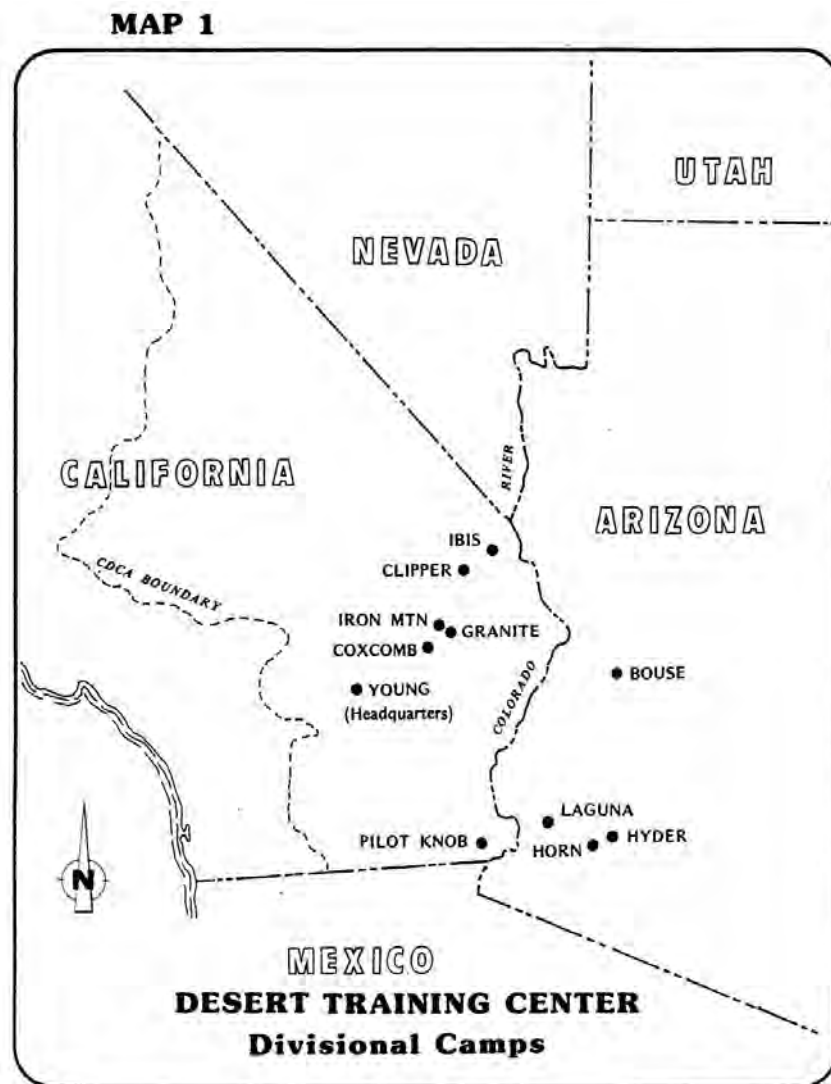 MAP 1
UTAH
NEVADA
CALIFORNIA
RIVER
ARIZONA
IBIS
CLIPPER
CDCA BOUNDARY
IRON MTN
GRANITE
COXCOMB
COLORADO
BOUSE
YOUNG
(Headquarters)
LAGUNA
PILOT KNOB
HYDER
HORN
N
MEXICO
DESERT TRAINING CENTER
Divisional Camps